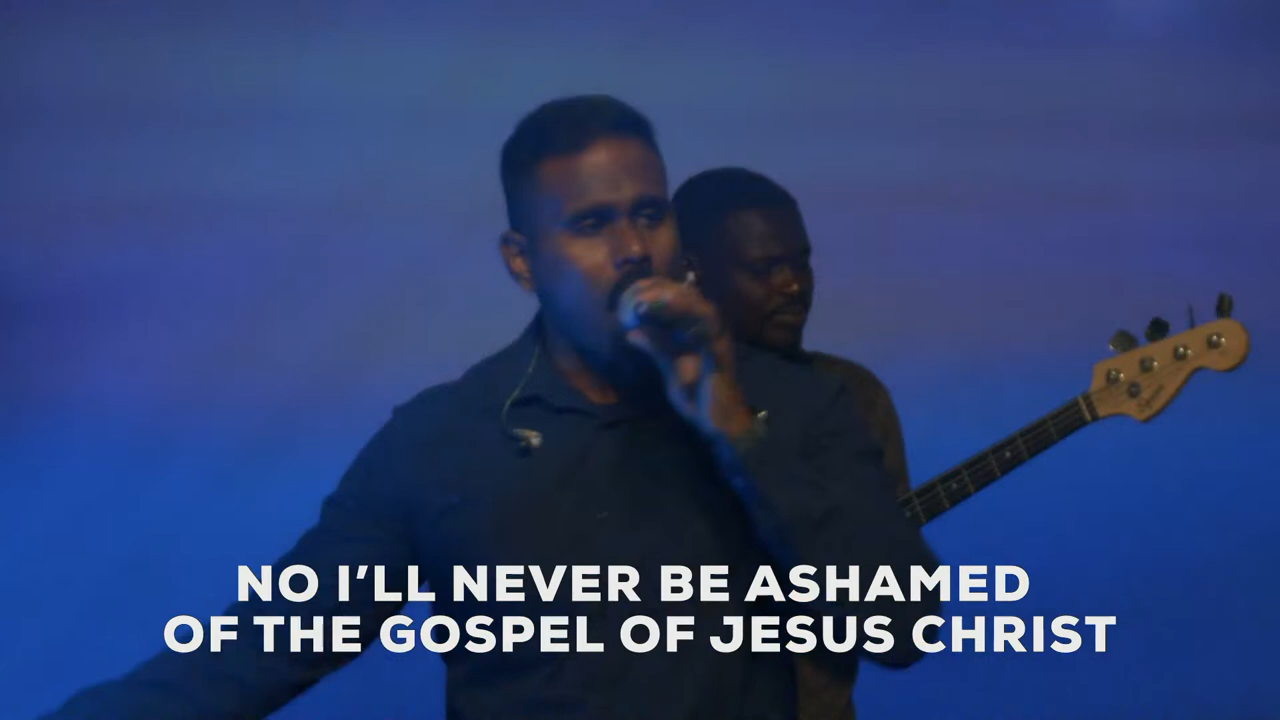 NO I’LL NEVER BE ASHAMED
OF THE GOSPEL OF JESUS CHRIST